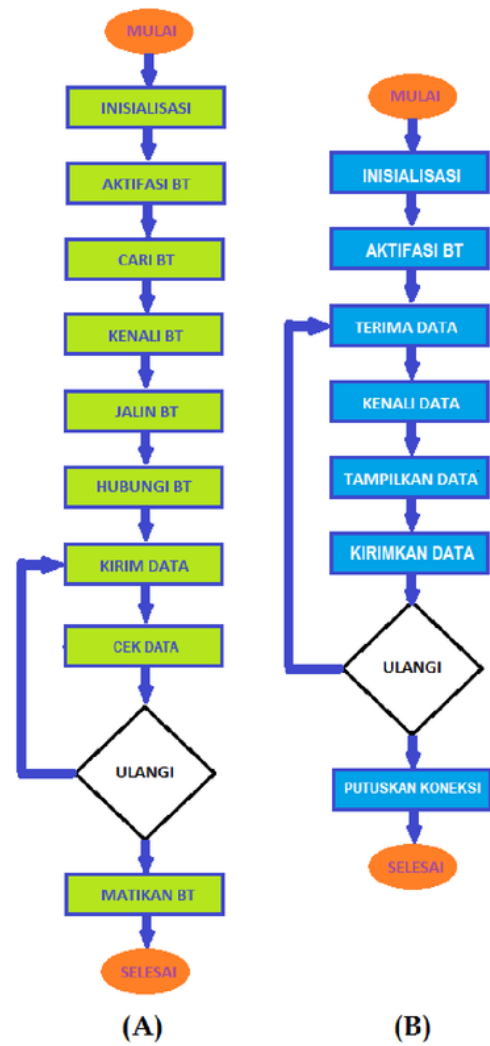 MULAI
INISIALISASI
AKTIFASI BT
CARI BT
KENALI BT
JALIN BT
HUBUNGI BT
KIRIM DATA
CEK DATA
ULANGI
MATIKAN BT
SELESAI
(A)
MULAI
INISIALISASI
AKTIFASI BT
TERIMA DATA
KENALI DATA
TAMPILKAN DATA
KIRIMKAN DATA
ULANGI
PUTUSKAN KONEKSI
SELESAI
(B)